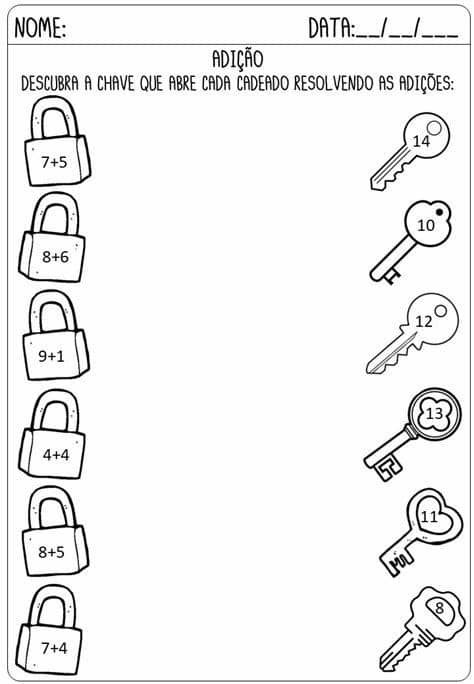 NOME: DATA:__/__/___
ADIÇÃO
DESCUBRA A CHAVE QUE ABRE CADA CADEADO RESOLVENDO AS ADIÇÕES:
7+5 14
8+6 10
9+1 12
4+4 13
8+5 11
7+4 8